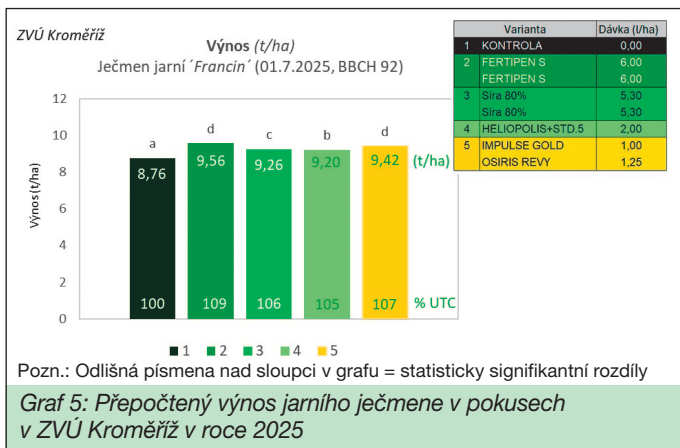 ZVÚ Kroměříž
Výnos (t/ha)
Ječmen jarní ´Francin´ (01.7.2025, BBCH 92)
Varianta Dávka (l/ha)
1 KONTROLA 0,00
2 FERTIPEN S 6,00
FERTIPEN S 6,00
3 Síra 80% 5,30
Síra 80% 5,30
4 HELIOPOLIS+STD.5 2,00
5 IMPULSE GOLD 1,00
OSIRIS REVY 1,25
Výnos (t/ha)
12
10
8
6
4
2
0
a d c b d
8,76 9,56 9,26 9,20 9,42 (t/ha)
100 109 106 105 107 % UTC
1 2 3 4 5
Pozn.: Odlišná písmena nad sloupci v grafu = statisticky signifikantní rozdíly
Graf 5: Přepočtený výnos jarního ječmene v pokusech
v ZVÚ Kroměříž v roce 2025